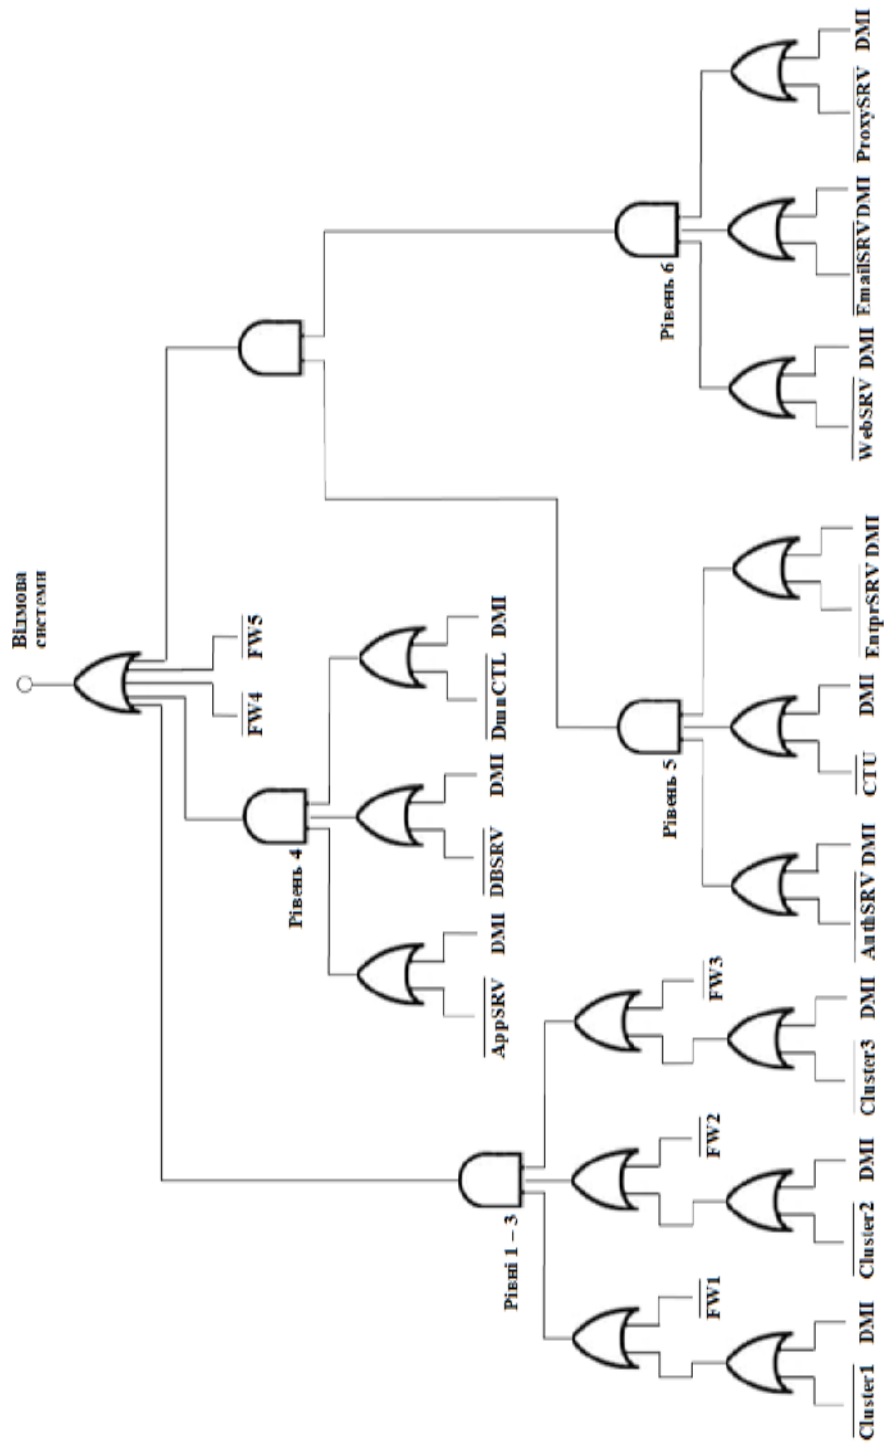 Відмова
системи
FW4
FW5
Рівень 4
AppSRV
DMI
DBSRV
DMI
DmnCTL
DMI
Рівні 1 – 3
FW1
FW2
FW3
Cluster1
DMI
Cluster2
DMI
Cluster3
DMI
Рівень 5
AuthSRV
DMI
CTU
DMI
EntprSRV
DMI
Рівень 6
WebSRV
DMI
EmailSRV
DMI
ProxySRV
DMI